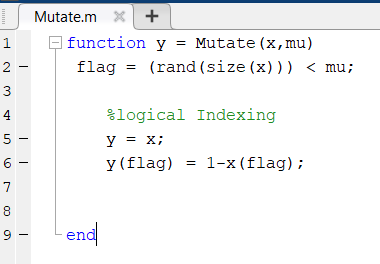 Mutate.m
1 function y = Mutate(x,mu)
2 – flag = (rand(size(x))) < mu;
3
4 %logical Indexing
5 – y = x;
6 – y(flag) = 1-x(flag);
7
8
9 – end